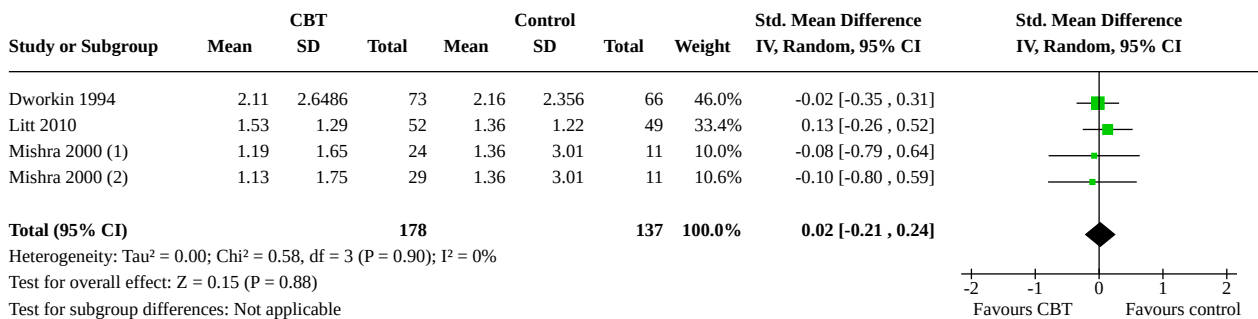 CBT Control Std. Mean Difference Std. Mean Difference
Study or Subgroup Mean SD Total Mean SD Total Weight IV, Random, 95% CI IV, Random, 95% CI
Dworkin 1994 2.11 2.6486 73 2.16 2.356 66 46.0% -0.02 [-0.35 , 0.31]
Litt 2010 1.53 1.29 52 1.36 1.22 49 33.4% 0.13 [-0.26 , 0.52]
Mishra 2000 (1) 1.19 1.65 24 1.36 3.01 11 10.0% -0.08 [-0.79 , 0.64]
Mishra 2000 (2) 1.13 1.75 29 1.36 3.01 11 10.6% -0.10 [-0.80 , 0.59]
Total (95% CI) 178 137 100.0% 0.02 [-0.21 , 0.24]
Heterogeneity: Tau² = 0.00; Chi² = 0.58, df = 3 (P = 0.90); I² = 0%
Test for overall effect: Z = 0.15 (P = 0.88)
-2 -1 0 1 2
Test for subgroup differences: Not applicable
Favours CBT Favours control